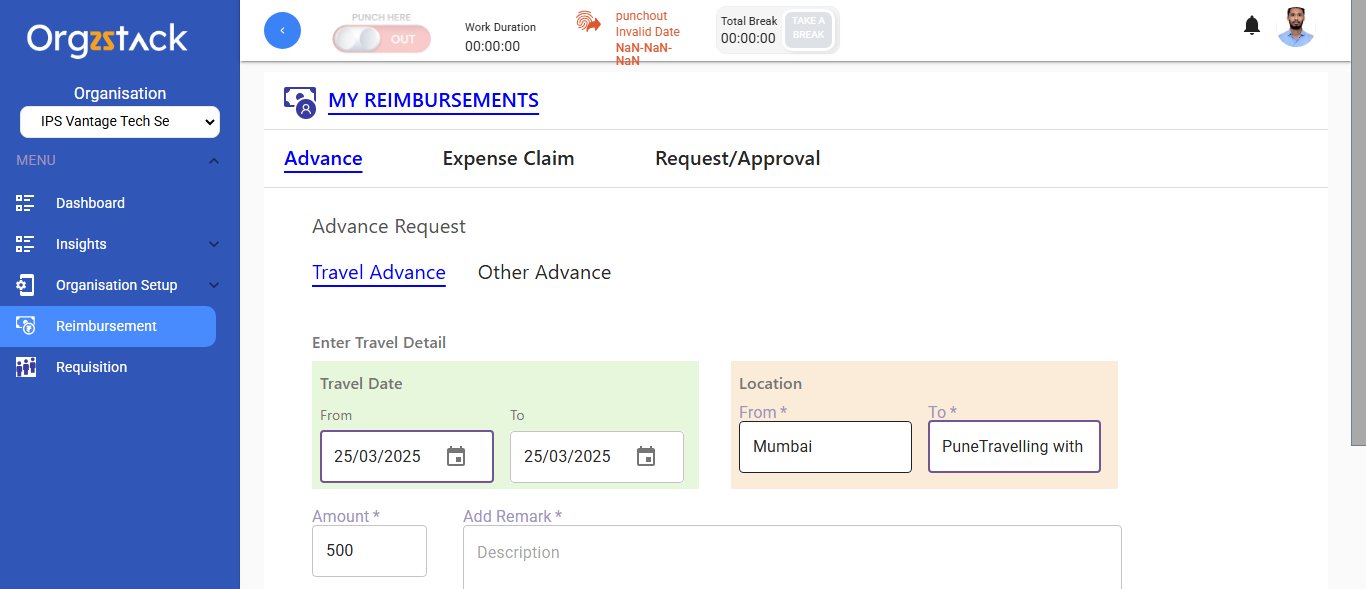 Orgzstack
Organisation
IPS Vantage Tech Se
MENU
Dashboard
Insights
Organisation Setup
Reimbursement
Requisition
PUNCH HERE
OUT
Work Duration
00:00:00
punchout
Invalid Date
NaN-NaN-
NaN
Total Break
00:00:00
TAKE A
BREAK
MY REIMBURSEMENTS
Advance Expense Claim Request/Approval
Advance Request
Travel Advance Other Advance
Enter Travel Detail
Travel Date
From To
25/03/2025 25/03/2025
Location
From * To *
Mumbai PuneTravelling with
Amount * Add Remark *
500 Description